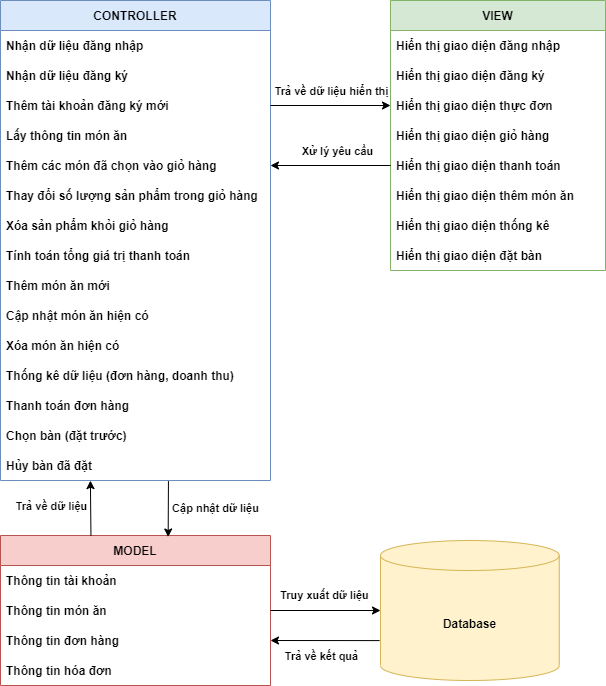 CONTROLLER
Nhận dữ liệu đăng nhập
Nhận dữ liệu đăng ký
Thêm tài khoản đăng ký mới
Lấy thông tin món ăn
Thêm các món đã chọn vào giỏ hàng
Thay đổi số lượng sản phẩm trong giỏ hàng
Xóa sản phẩm khỏi giỏ hàng
Tính toán tổng giá trị thanh toán
Thêm món ăn mới
Cập nhật món ăn hiện có
Xóa món ăn hiện có
Thống kê dữ liệu (đơn hàng, doanh thu)
Thanh toán đơn hàng
Chọn bàn (đặt trước)
Hủy bàn đã đặt
Trả về dữ liệu hiển thị
Xử lý yêu cầu
VIEW
Hiển thị giao diện đăng nhập
Hiển thị giao diện đăng ký
Hiển thị giao diện thực đơn
Hiển thị giao diện giỏ hàng
Hiển thị giao diện thanh toán
Hiển thị giao diện thêm món ăn
Hiển thị giao diện thống kê
Hiển thị giao diện đặt bàn
Trả về dữ liệu
Cập nhật dữ liệu
MODEL
Thông tin tài khoản
Thông tin món ăn
Thông tin đơn hàng
Thông tin hóa đơn
Truy xuất dữ liệu
Trả về kết quả
Database